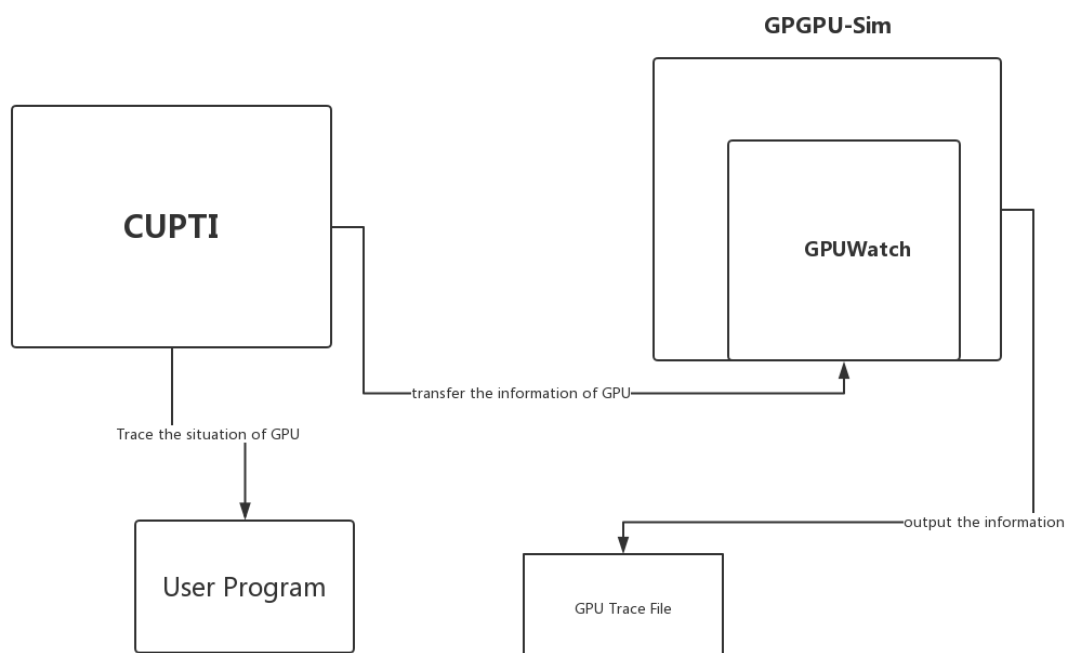 GPGPU-Sim
CUPTI
GPUWatch
transfer the information of GPU
Trace the situation of GPU
output the information
User Program
GPU Trace File